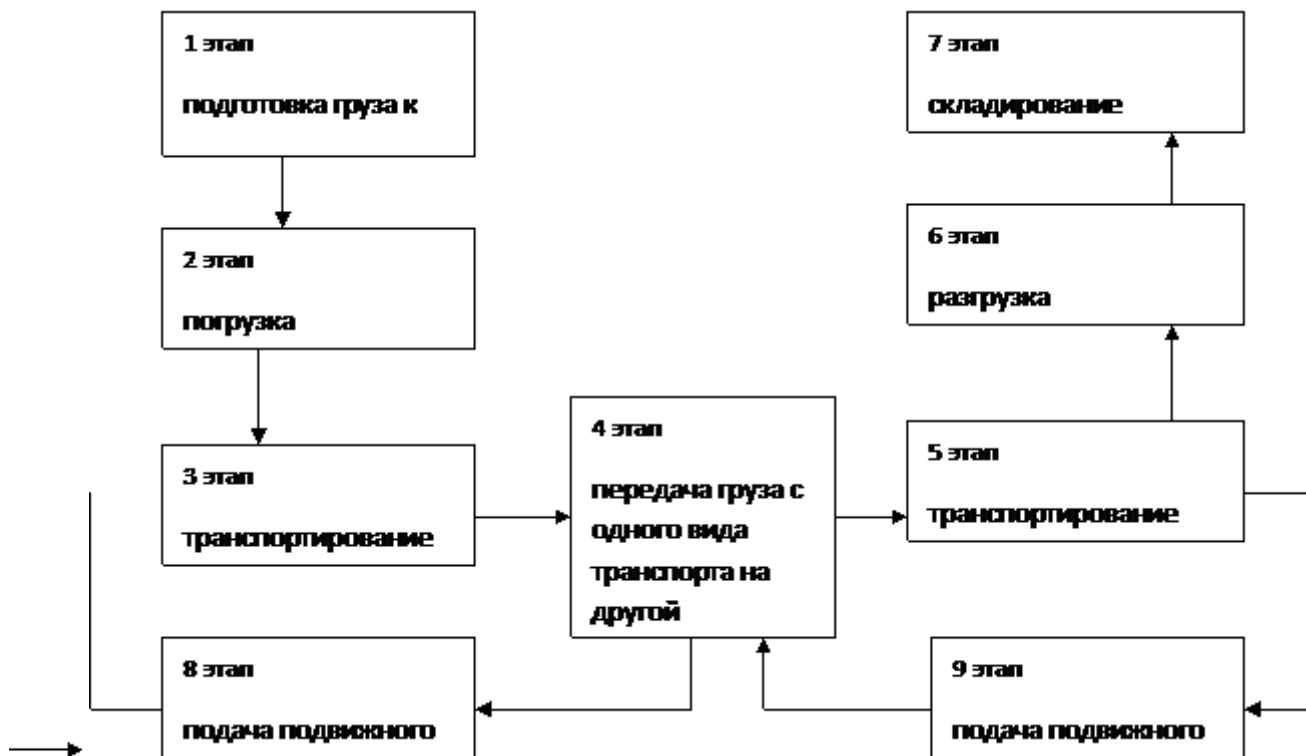 1 этап
подготовка груза к
2 этап
погрузка
3 этап
транспортирование
4 этап
передача груза с
одного вида
транспорта на
другой
5 этап
транспортирование
6 этап
разгрузка
7 этап
складирование
8 этап
подача подвижного
9 этап
подача подвижного